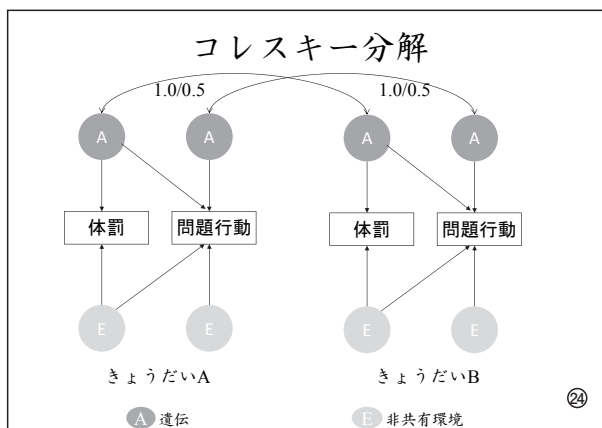 コレスキー分解
1.0/0.5 1.0/0.5
A A A A
体罰 問題行動 体罰 問題行動
E E E E
きょうだいA きょうだいB
A 遺伝 E 非共有環境
㉔